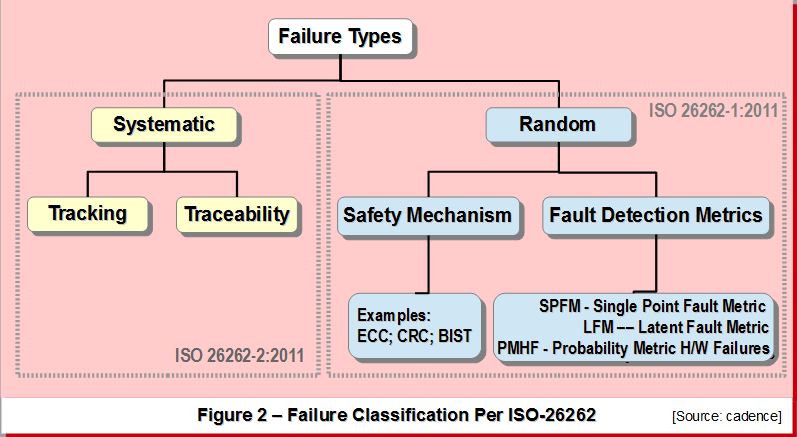 Failure Types
ISO 26262-1:2011
Systematic
Random
Tracking
Traceability
Safety Mechanism
Fault Detection Metrics
Examples:
ECC; CRC; BIST
SPFM - Single Point Fault Metric
LFM –– Latent Fault Metric
PMHF - Probability Metric H/W Failures
ISO 26262-2:2011
Figure 2 – Failure Classification Per ISO-26262
[Source: cadence]